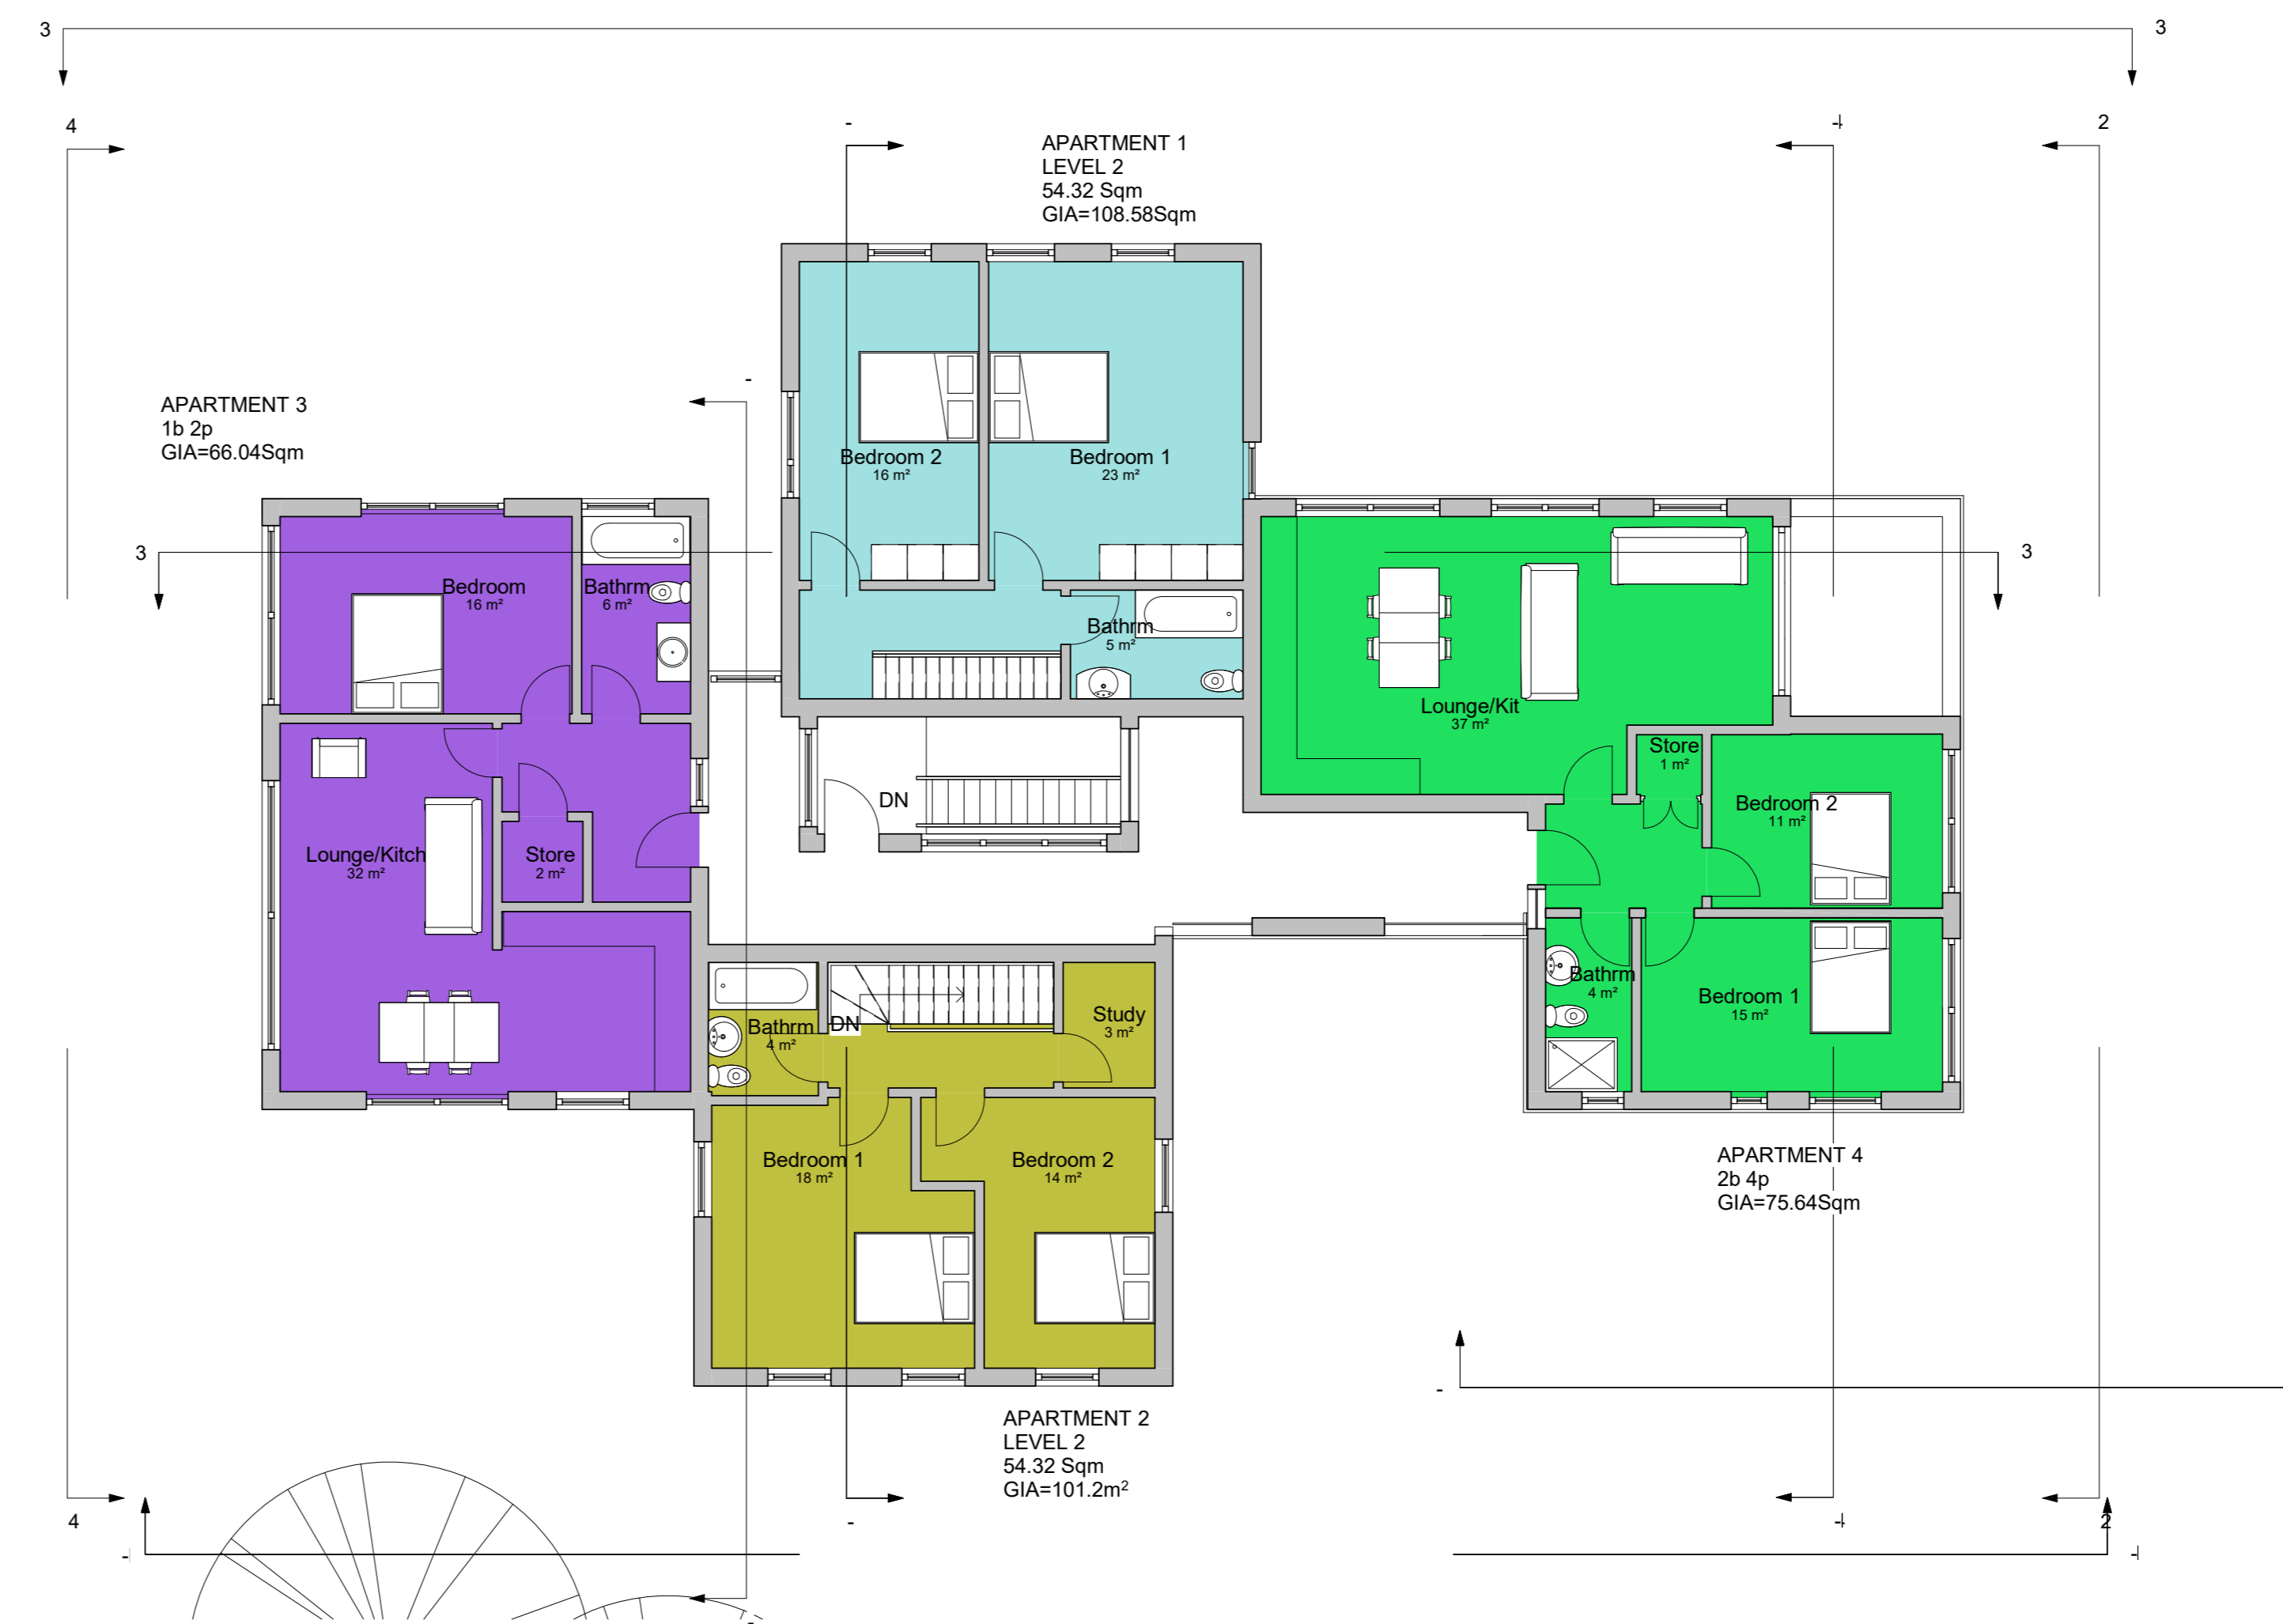 3
3
4
-
-
2
APARTMENT 1
LEVEL 2
54.32 Sqm
GIA=108.58Sqm
-
APARTMENT 3
1b 2p
GIA=66.04Sqm
Bedroom 2
16 m²
Bedroom 1
23 m²
3
3
Bedroom
16 m²
Bathrm
6 m²
Bathrm
5 m²
Lounge/Kit
37 m²
Store
1 m²
DN
Bedroom 2
11 m²
Lounge/Kitch
32 m²
Store
2 m²
Bathrm
4 m²
Bedroom 1
15 m²
Study
3 m²
Bathrm
4 m²
DN
Bedroom 1
18 m²
Bedroom 2
14 m²
APARTMENT 4
2b 4p
GIA=75.64Sqm
-
APARTMENT 2
LEVEL 2
54.32 Sqm
GIA=101.2m²
4
-
-
2
-
-
-